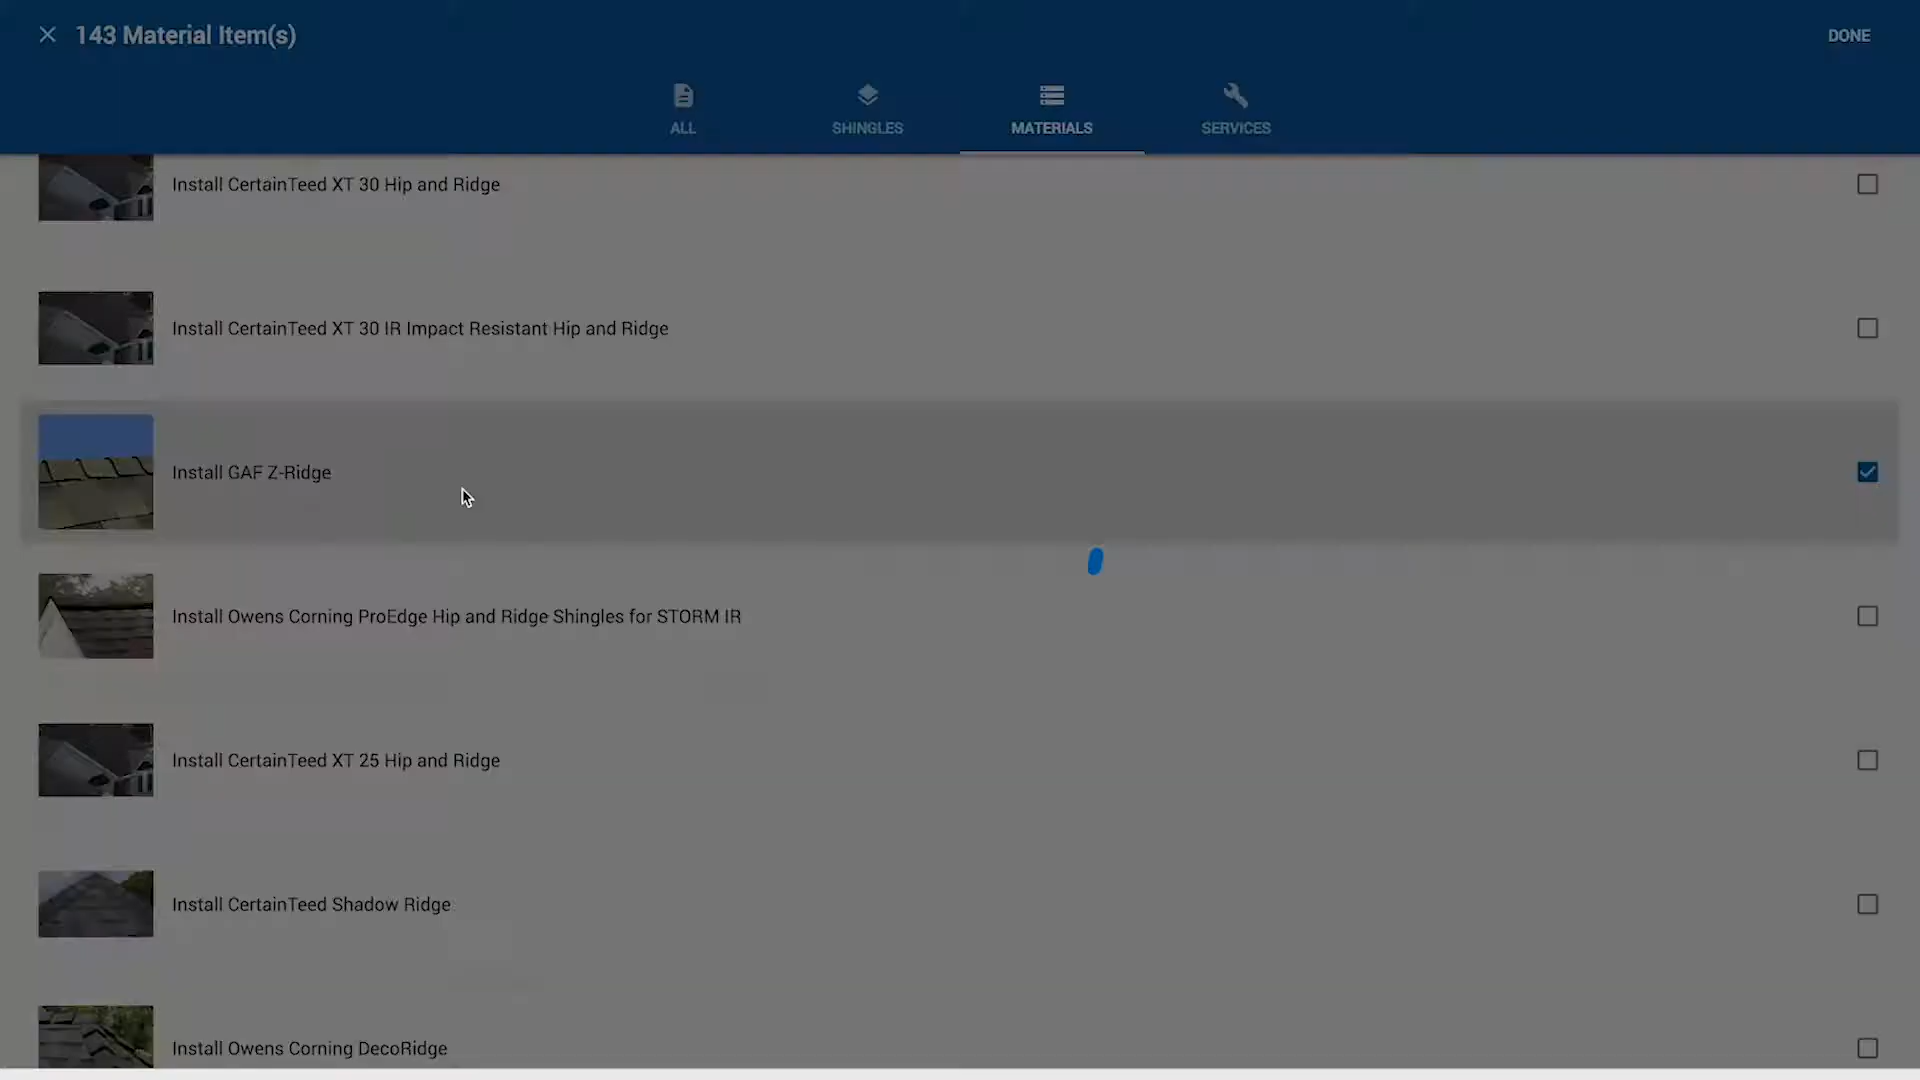 143 Material Item(s)
DONE
ALL
SHINGLES
MATERIALS
SERVICES
Install CertainTeed XT 30 Hip and Ridge
Install CertainTeed XT 30 IR Impact Resistant Hip and Ridge
Install GAF Z-Ridge
Install Owens Corning ProEdge Hip and Ridge Shingles for STORM IR
Install CertainTeed XT 25 Hip and Ridge
Install CertainTeed Shadow Ridge
Install Owens Corning DecoRidge